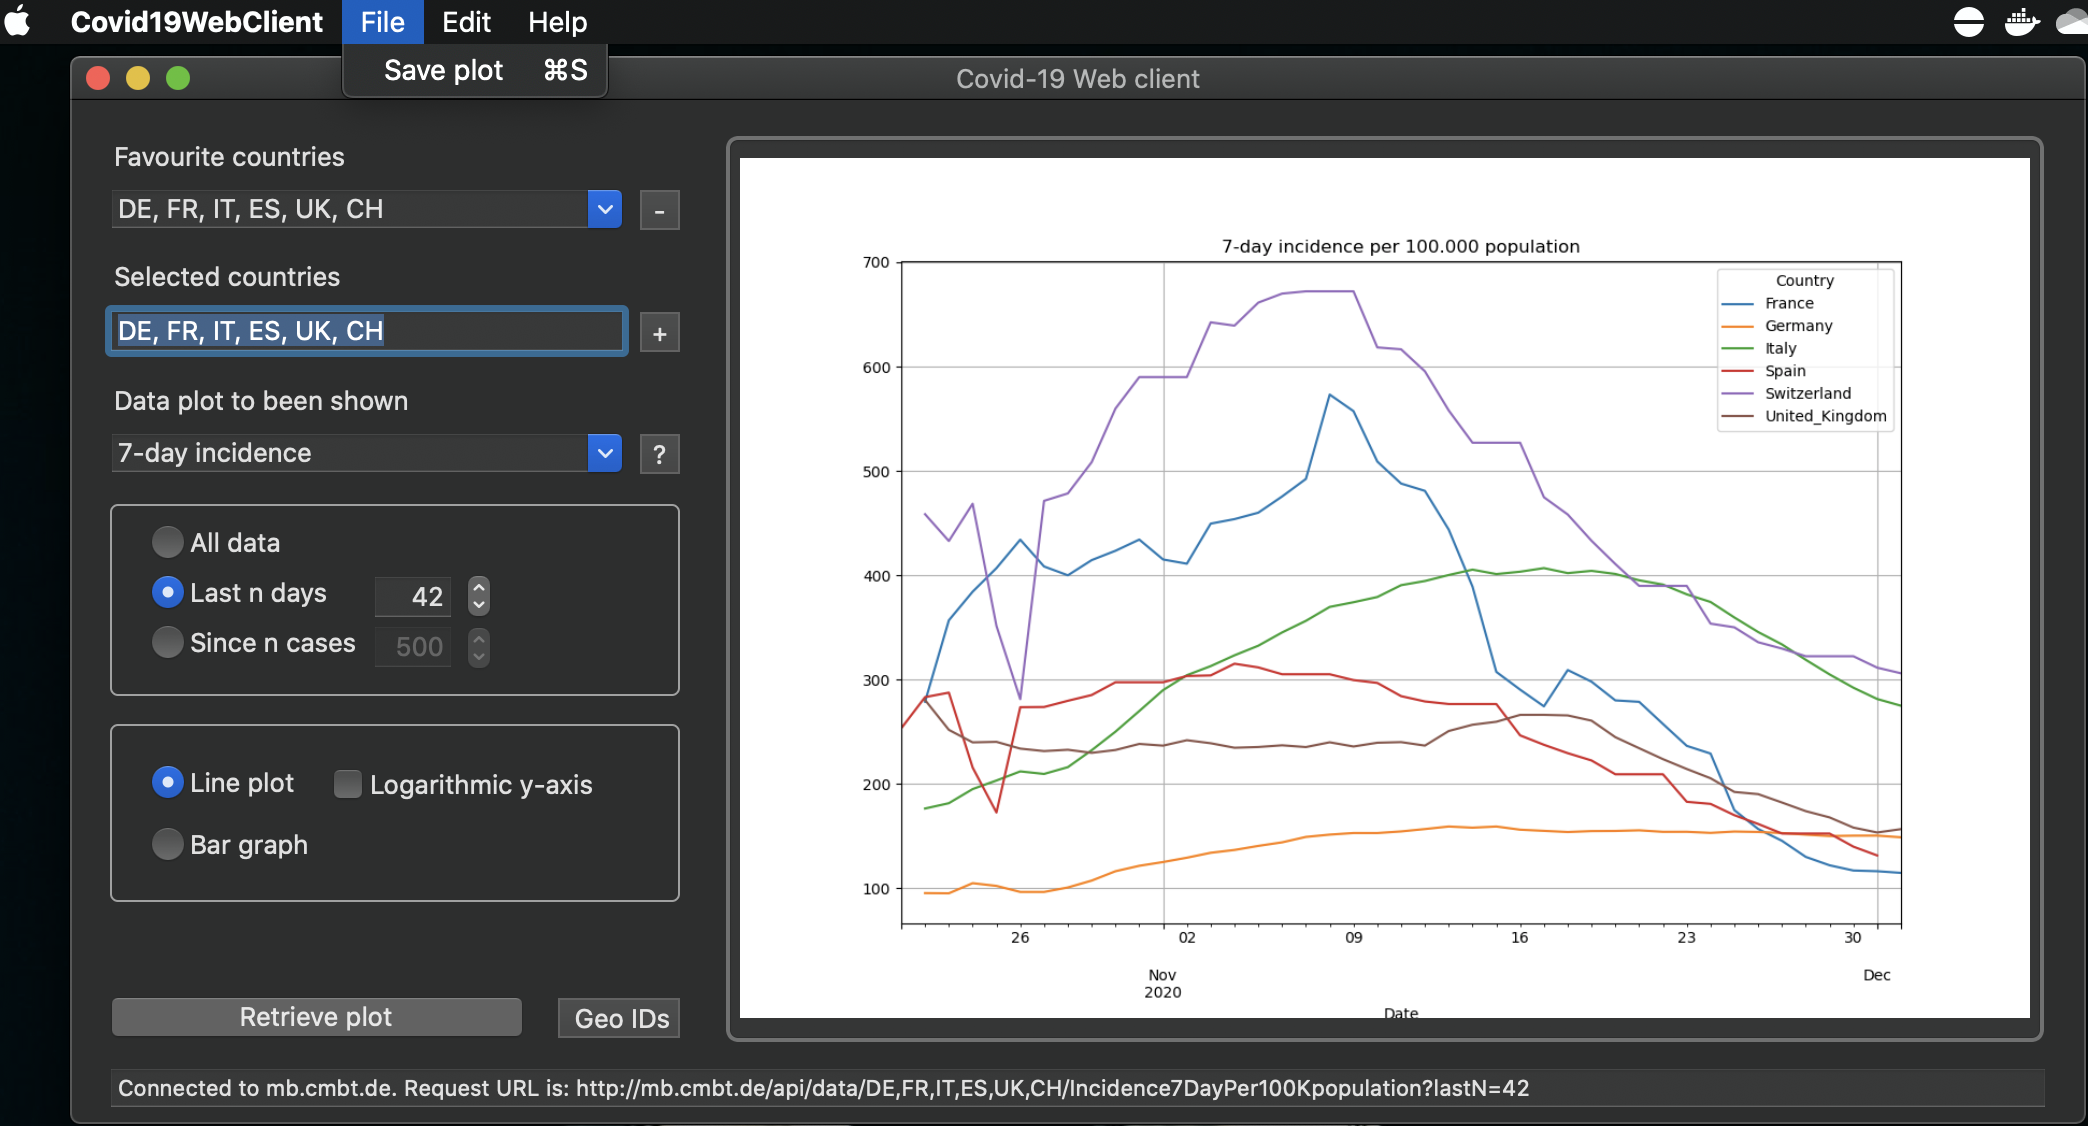 Covid19WebClient File Edit Help
Save plot ⌘S
Covid-19 Web client
Favourite countries
DE, FR, IT, ES, UK, CH
-
Selected countries
DE, FR, IT, ES, UK, CH
+
Data plot to been shown
7-day incidence
?
All data
Last n days 42
Since n cases 500
Line plot
Logarithmic y-axis
Bar graph
Retrieve plot
Geo IDs
7-day incidence per 100.000 population
700
600
500
400
300
200
100
Country
France
Germany
Italy
Spain
Switzerland
United_Kingdom
26 02 09 16 23 30
Nov Dec
2020
Date
Connected to mb.cmbt.de. Request URL is: http://mb.cmbt.de/api/data/DE,FR,IT,ES,UK,CH/Incidence7DayPer100Kpopulation?lastN=42